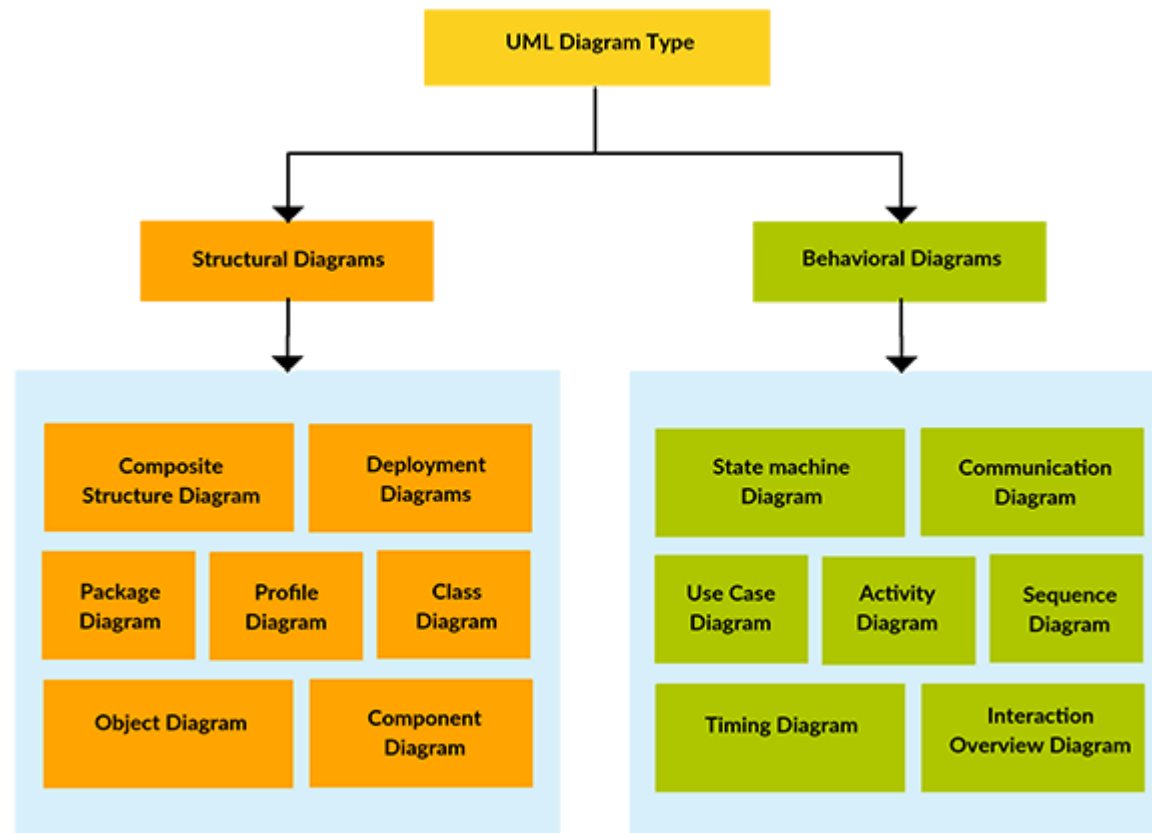 UML Diagram Type
Structural Diagrams
Behavioral Diagrams
Composite
Structure Diagram
Deployment
Diagrams
Package
Diagram
Profile
Diagram
Class
Diagram
Object Diagram
Component
Diagram
State machine
Diagram
Communication
Diagram
Use Case
Diagram
Activity
Diagram
Sequence
Diagram
Timing Diagram
Interaction
Overview Diagram